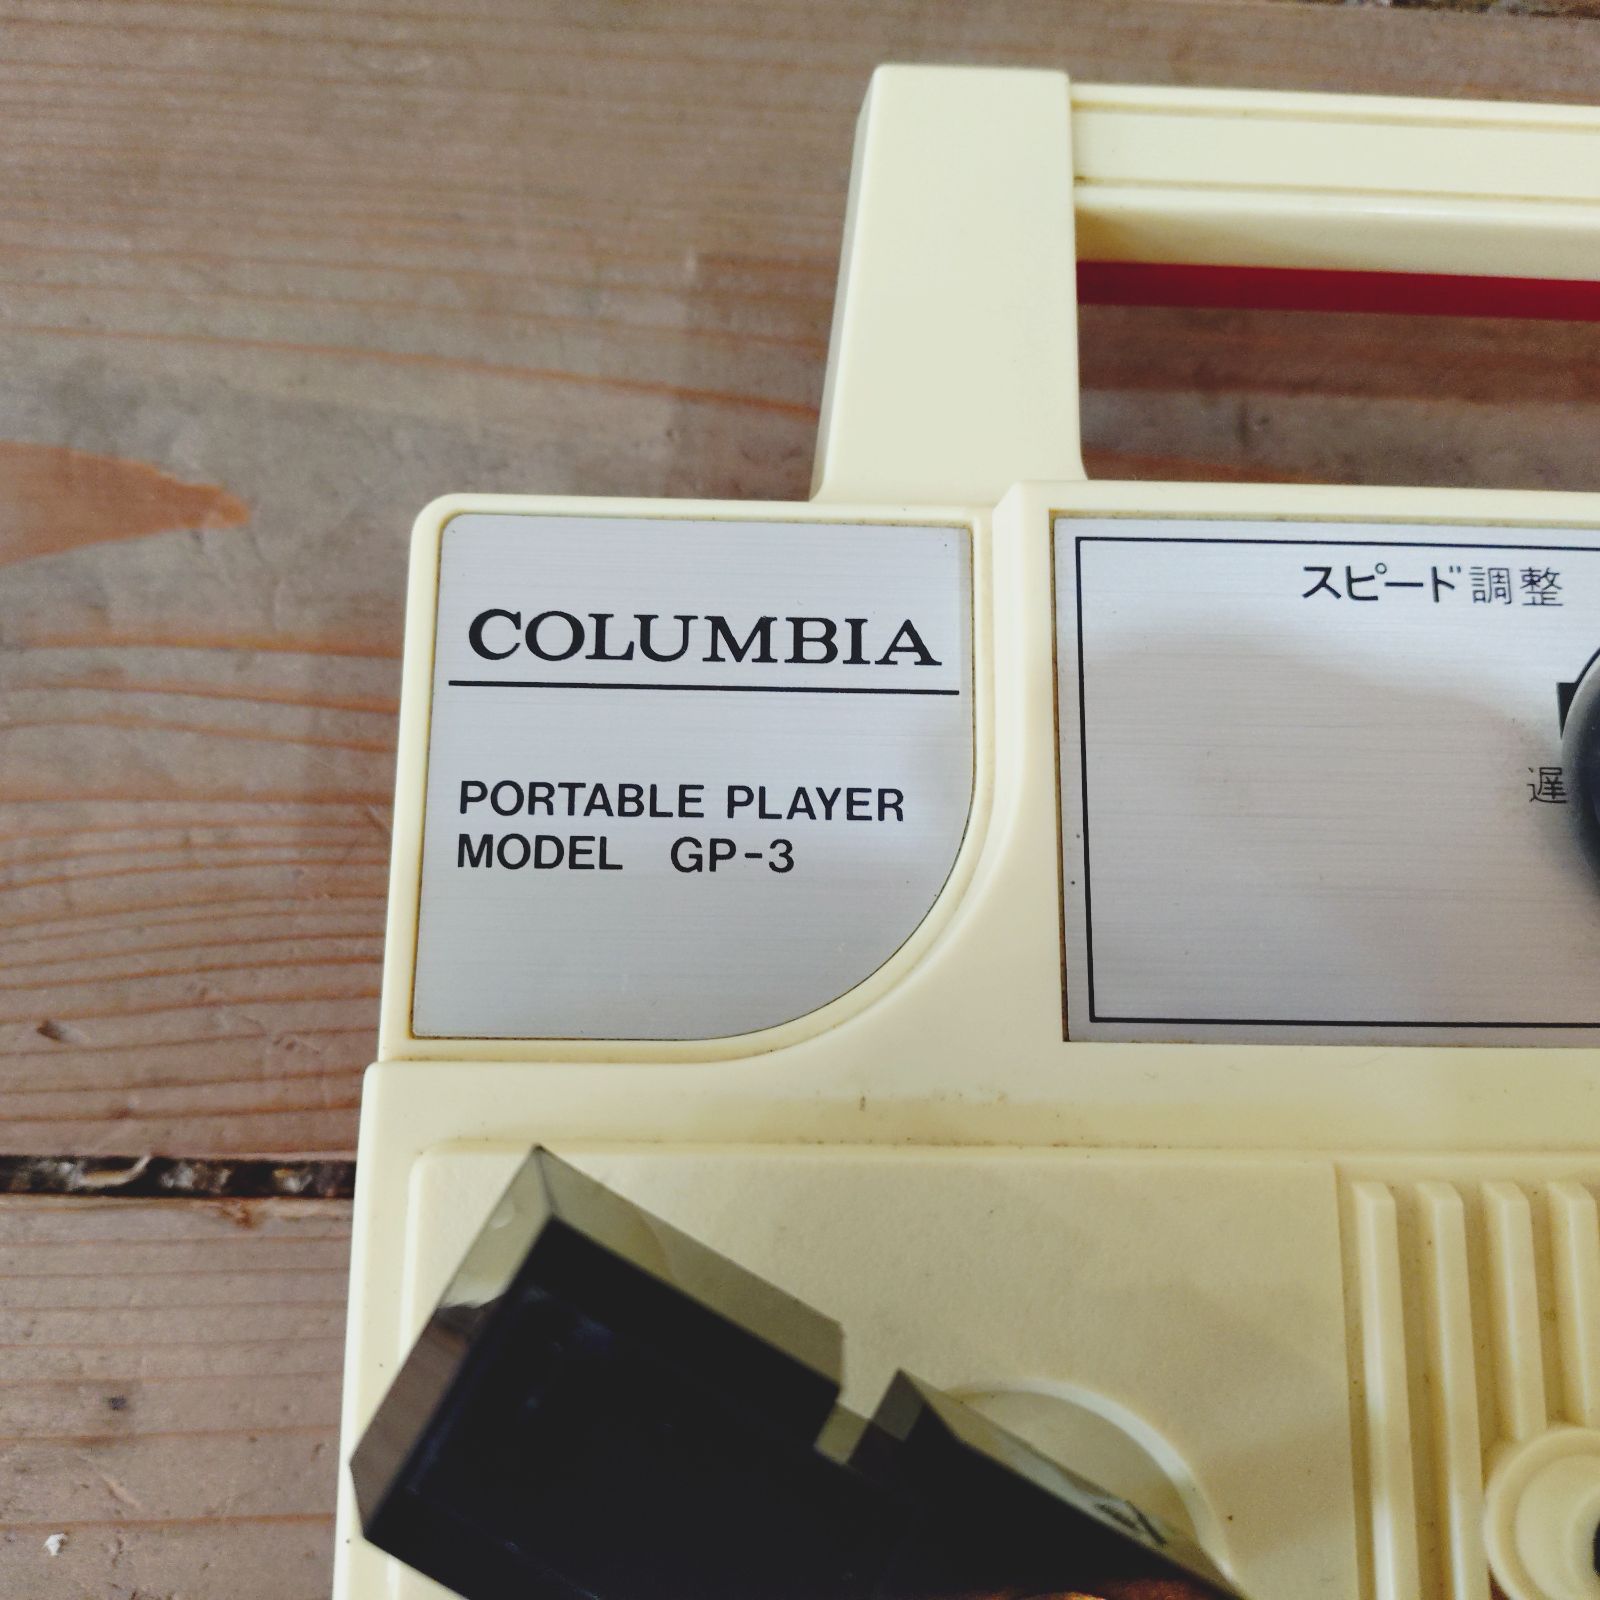 COLUMBIA
PORTABLE PLAYER
MODEL GP-3
スピード調整
遅